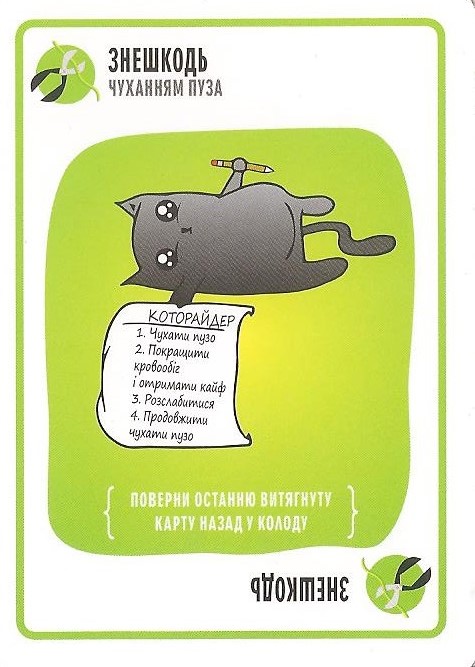 ЗНЕШКОДЬ
ЧУХАННЯМ ПУЗА
КОТОРАЙДЕР
1. Чухати пузо
2. Покращити
кровообіг
і отримати кайф
3. Розслабитися
4. Продовжити
чухати пузо
ПОВЕРНИ ОСТАННЮ ВИТЯГНУТУ
КАРТУ НАЗАД У КОЛОДУ
ЗНЕШКОДЬ